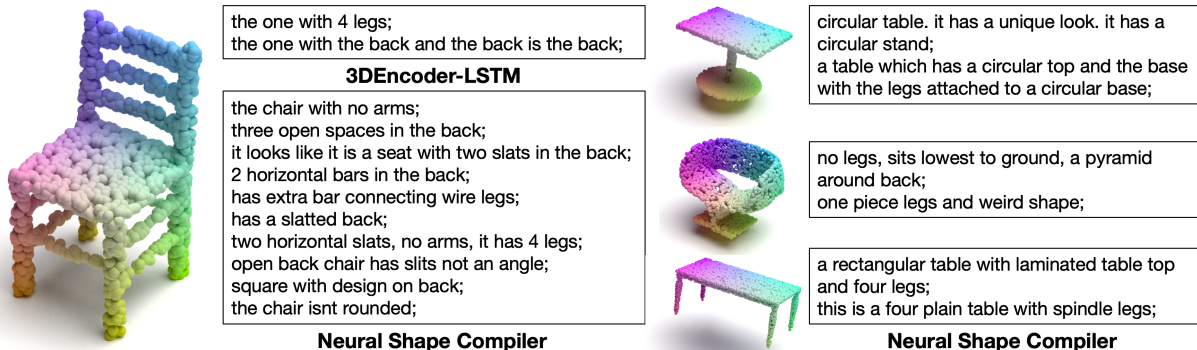 the one with 4 legs;
the one with the back and the back is the back;
3DEncoder-LSTM
the chair with no arms;
three open spaces in the back;
it looks like it is a seat with two slats in the back;
2 horizontal bars in the back;
has extra bar connecting wire legs;
has a slatted back;
two horizontal slats, no arms, it has 4 legs;
open back chair has slits not an angle;
square with design on back;
the chair isnt rounded;
Neural Shape Compiler
circular table. it has a unique look. it has a
circular stand;
a table which has a circular top and the base
with the legs attached to a circular base;
no legs, sits lowest to ground, a pyramid
around back;
one piece legs and weird shape;
a rectangular table with laminated table top
and four legs;
this is a four plain table with spindle legs;
Neural Shape Compiler